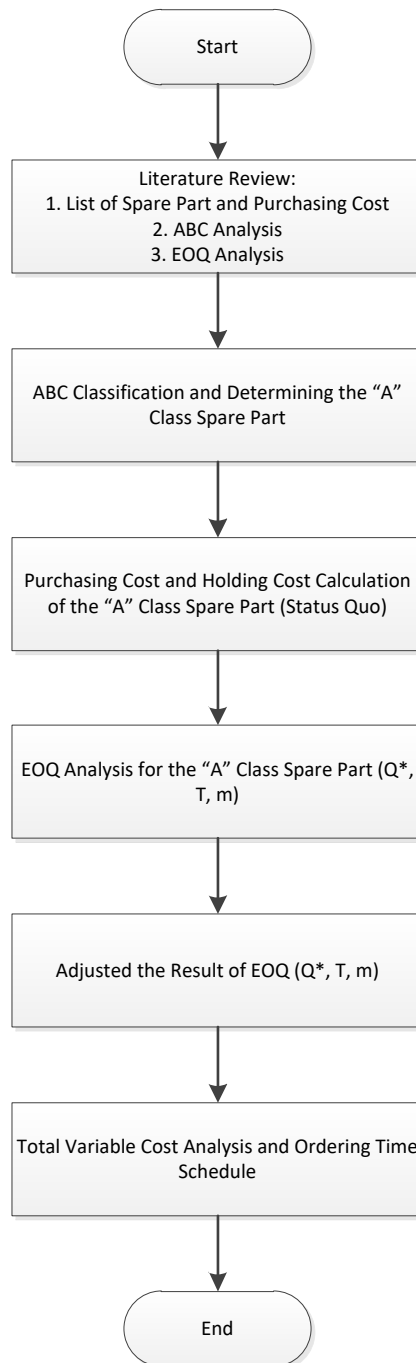 Start
Literature Review:
1. List of Spare Part and Purchasing Cost
2. ABC Analysis
3. EOQ Analysis
ABC Classification and Determining the “A”
Class Spare Part
Purchasing Cost and Holding Cost Calculation
of the “A” Class Spare Part (Status Quo)
EOQ Analysis for the “A” Class Spare Part (Q*,
T, m)
Adjusted the Result of EOQ (Q*, T, m)
Total Variable Cost Analysis and Ordering Time
Schedule
End